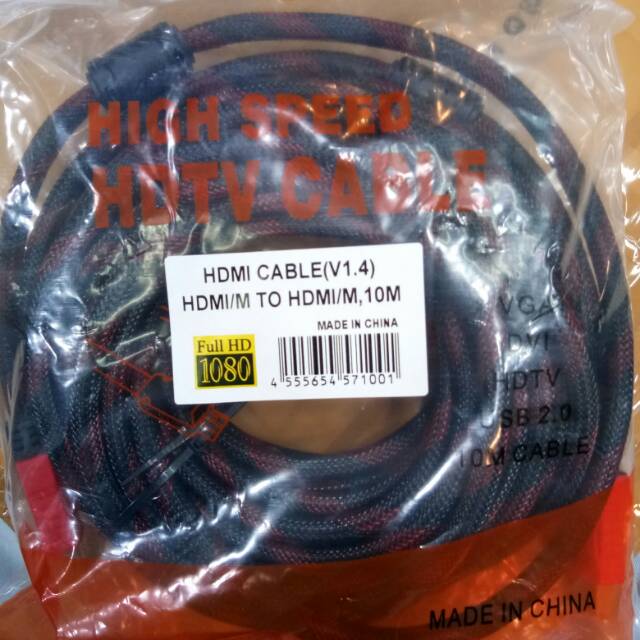 HIGH SPEED
HDTV CABLE
HDMI CABLE(V1.4)
HDMI/M TO HDMI/M,10M
MADE IN CHINA
Full HD
1080
4 555654 571001
VGA
DVI
HDTV
USB 2.0
10M CABLE
MADE IN CHINA